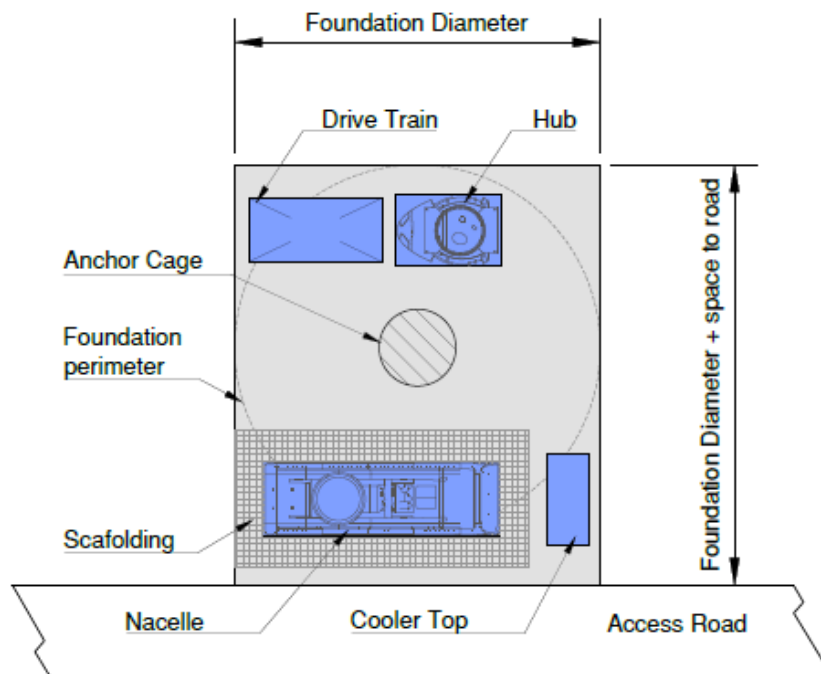 Foundation Diameter
Drive Train
Hub
Anchor Cage
Foundation
perimeter
Foundation Diameter + space to road
Scafolding
Nacelle
Cooler Top
Access Road